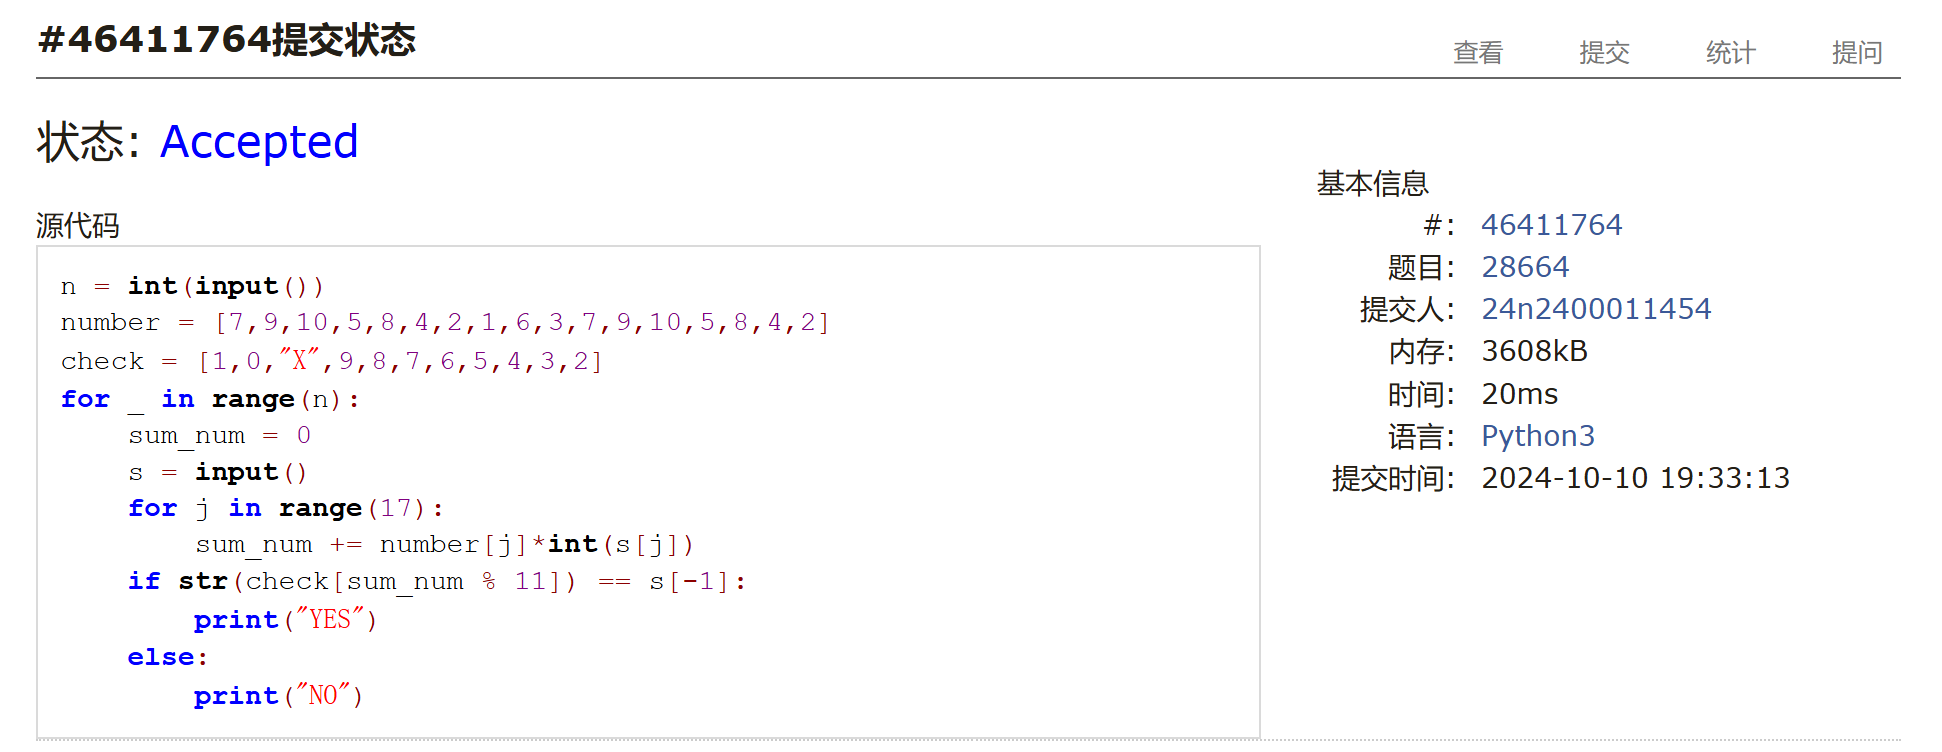 #46411764提交状态
查看 提交 统计 提问
状态: Accepted
源代码
n = int(input())
number = [7,9,10,5,8,4,2,1,6,3,7,9,10,5,8,4,2]
check = [1,0,"X",9,8,7,6,5,4,3,2]
for _ in range(n):
    sum_num = 0
    s = input()
    for j in range(17):
        sum_num += number[j]*int(s[j])
    if str(check[sum_num % 11]) == s[-1]:
        print("YES")
    else:
        print("NO")
基本信息
#: 46411764
题目: 28664
提交人: 24n2400011454
内存: 3608kB
时间: 20ms
语言: Python3
提交时间: 2024-10-10 19:33:13